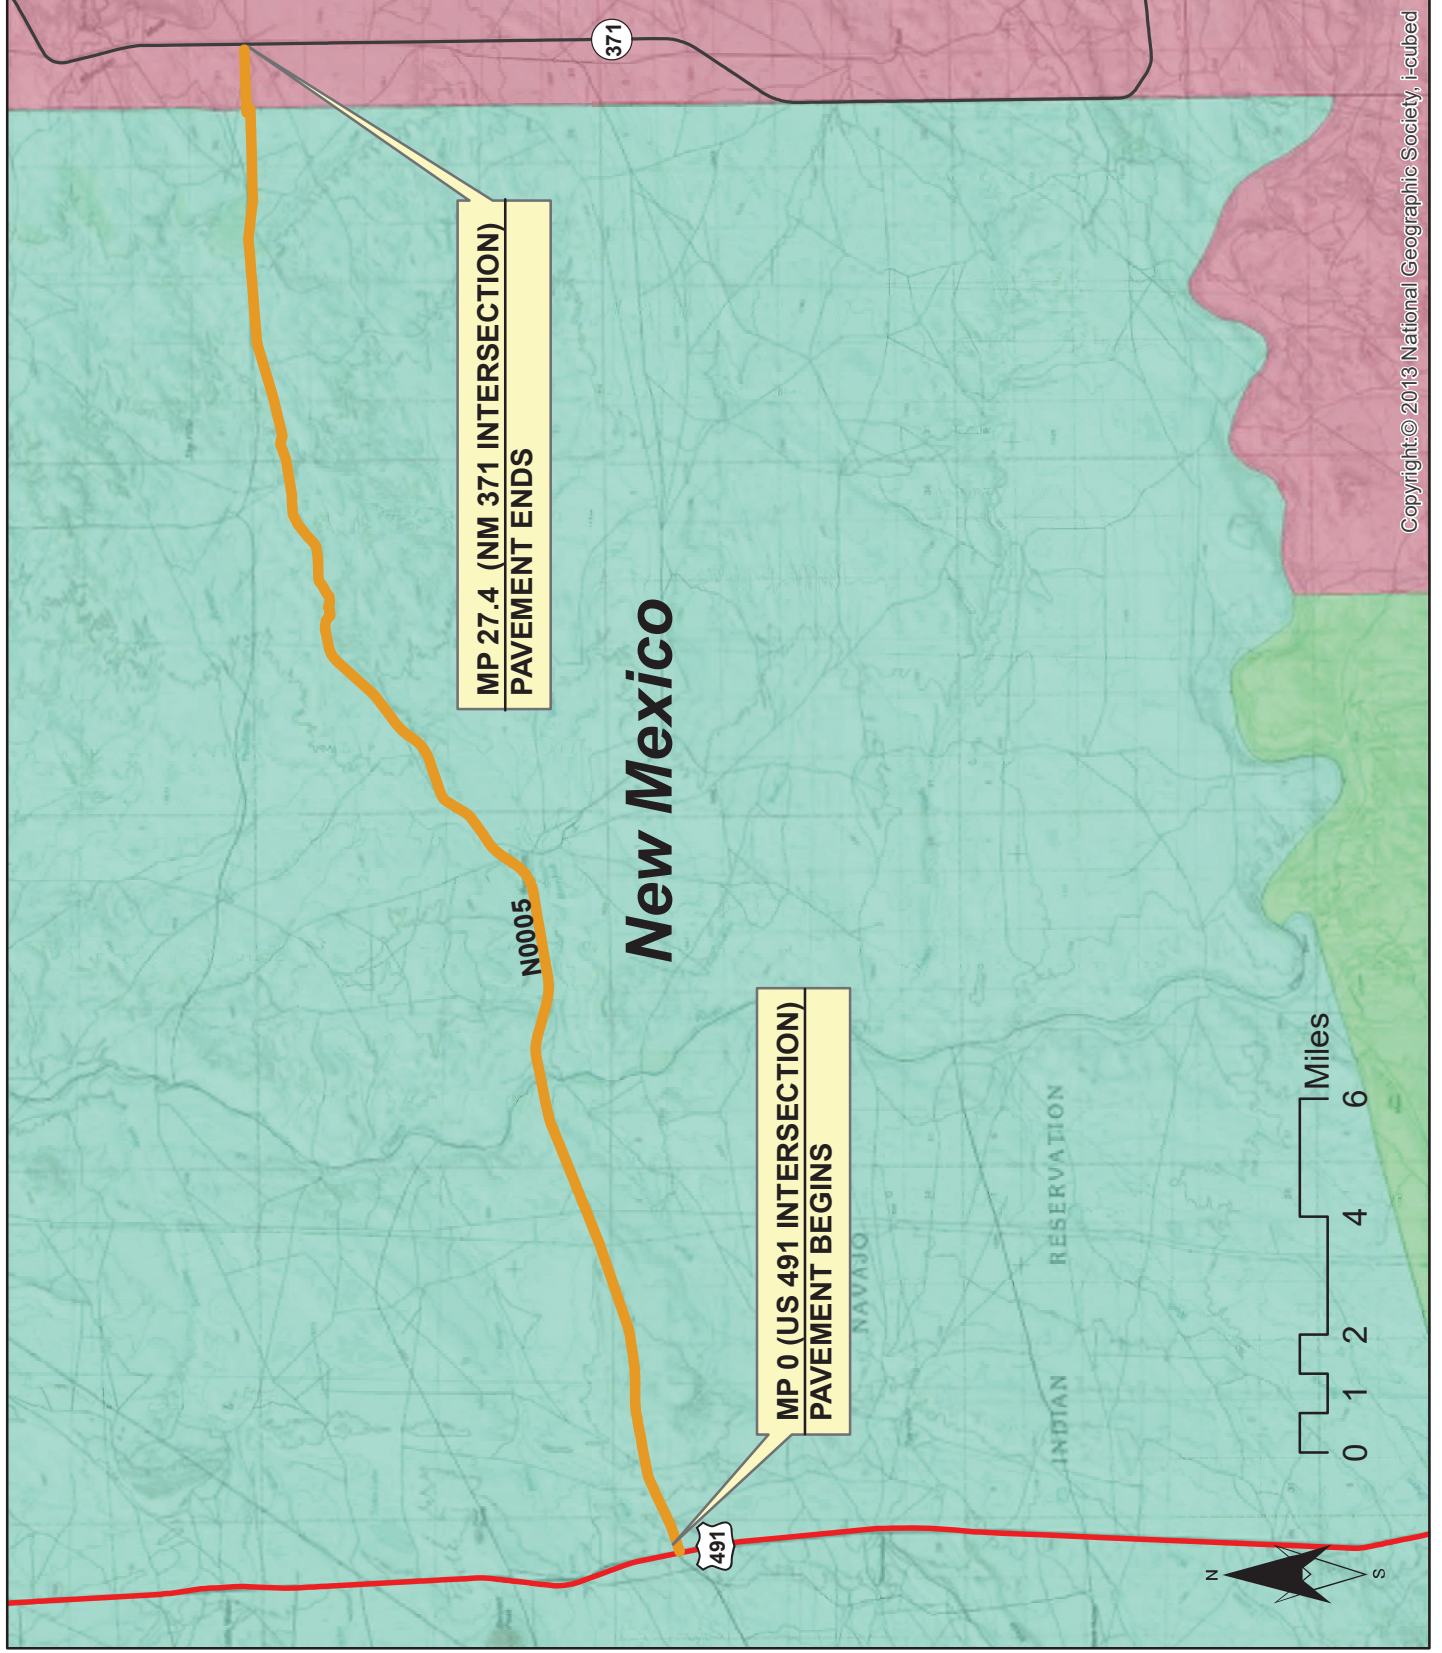 371
MP 27.4 (NM 371 INTERSECTION)
PAVEMENT ENDS
N0005
New Mexico
MP 0 (US 491 INTERSECTION)
PAVEMENT BEGINS
491
NAVAJO
INDIAN RESERVATION
0 1 2 4 6
Miles
N
S
Copyright:© 2013 National Geographic Society, i-cubed